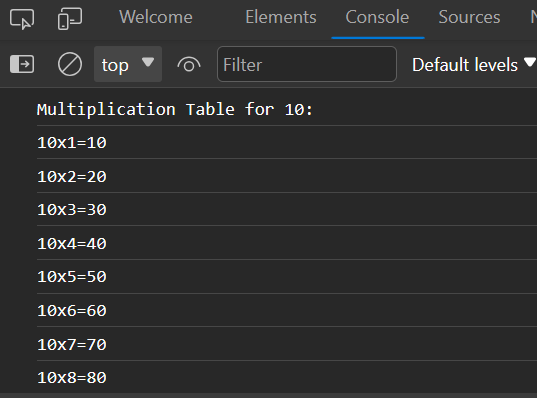 Welcome Elements Console Sources
top Filter Default levels
Multiplication Table for 10:
10x1=10
10x2=20
10x3=30
10x4=40
10x5=50
10x6=60
10x7=70
10x8=80